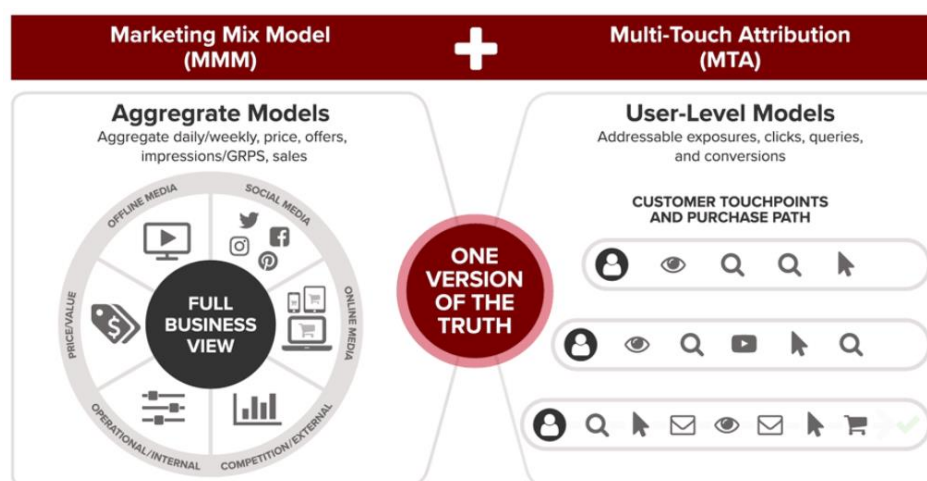 Marketing Mix Model
(MMM)
Multi-Touch Attribution
(MTA)
Aggregrate Models
Aggregate daily/weekly, price, offers,
impressions/GRPS, sales
OFFLINE MEDIA
SOCIAL MEDIA
ONLINE MEDIA
COMPETITION/EXTERNAL
OPERATIONAL/INTERNAL
PRICE/VALUE
FULL
BUSINESS
VIEW
ONE
VERSION
OF THE
TRUTH
User-Level Models
Addressable exposures, clicks, queries,
and conversions
CUSTOMER TOUCHPOINTS
AND PURCHASE PATH